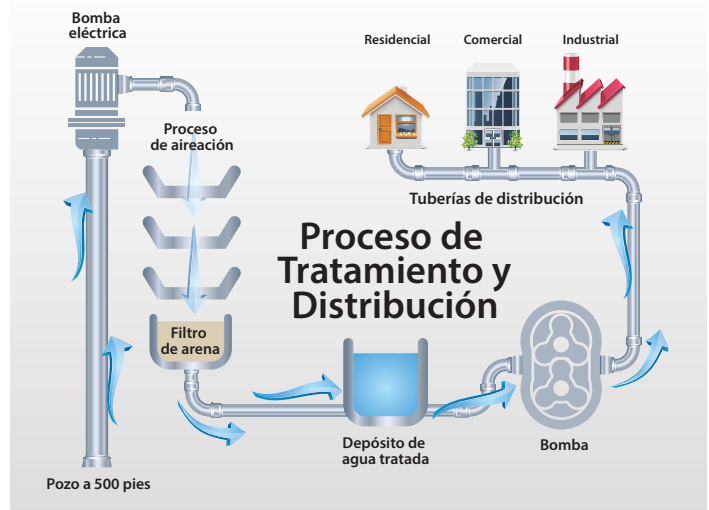 Bomba
eléctrica
Residencial
Comercial
Industrial
Proceso
de aireación
Tuberías de distribución
Proceso de
Tratamiento y
Distribución
Filtro
de arena
Depósito de
agua tratada
Bomba
Pozo a 500 pies